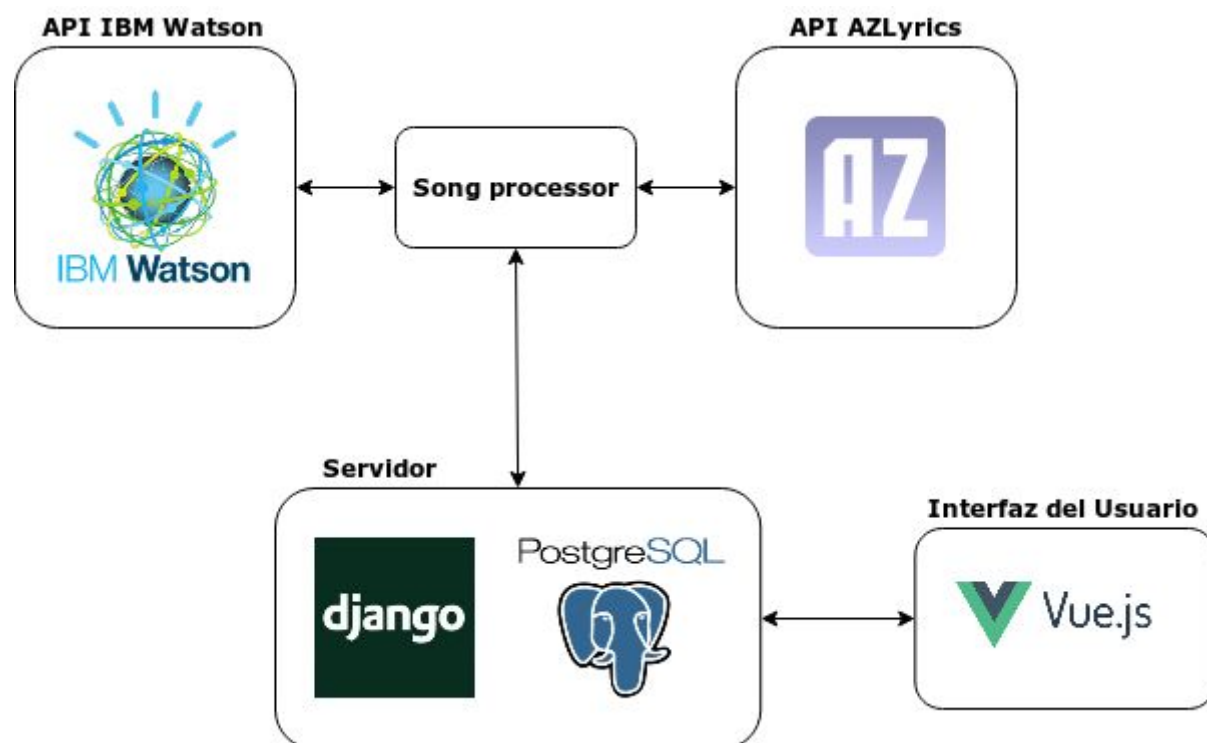 API IBM Watson
API AZLyrics
IBM Watson
Song processor
AZ
Servidor
django
PostgreSQL
Interfaz del Usuario
Vue.js